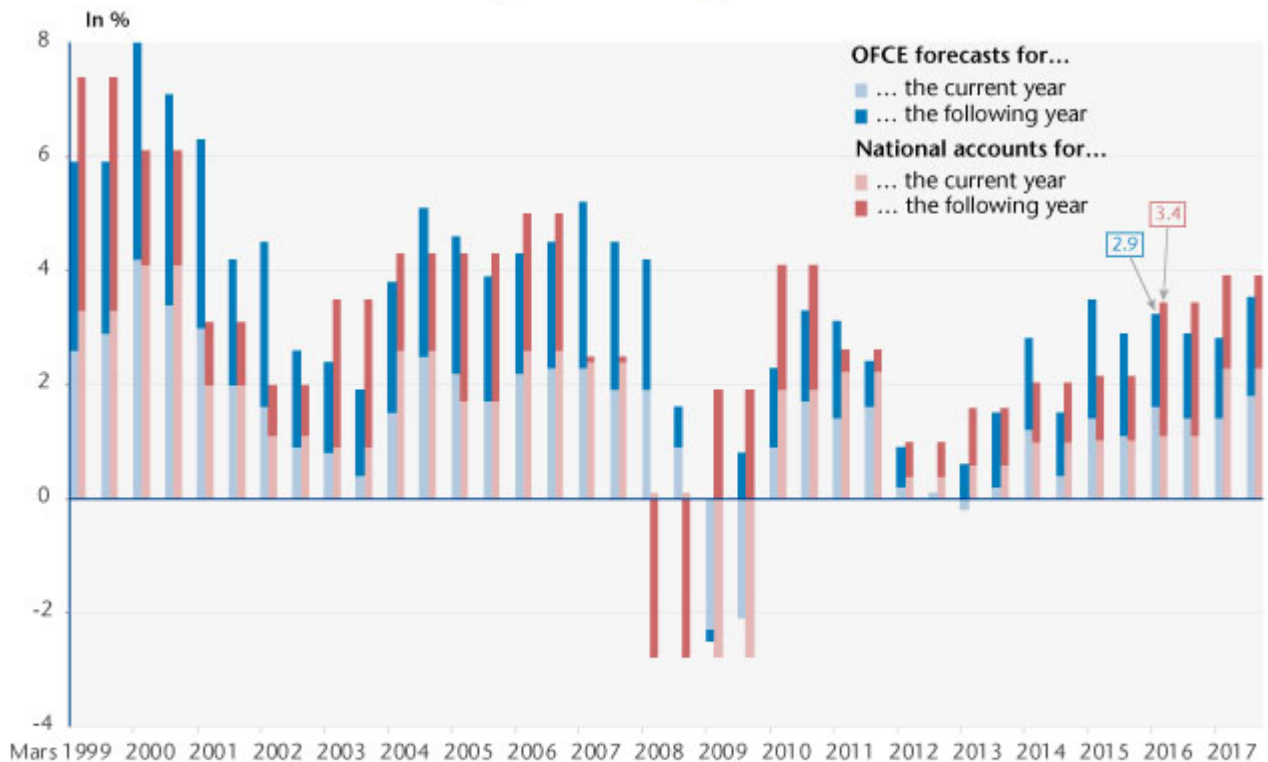 In %
8
6
4
2
0
-2
-4
OFCE forecasts for...
... the current year
... the following year
National accounts for...
... the current year
... the following year
3.4
2.9
Mars 1999 2000 2001 2002 2003 2004 2005 2006 2007 2008 2009 2010 2011 2012 2013 2014 2015 2016 2017